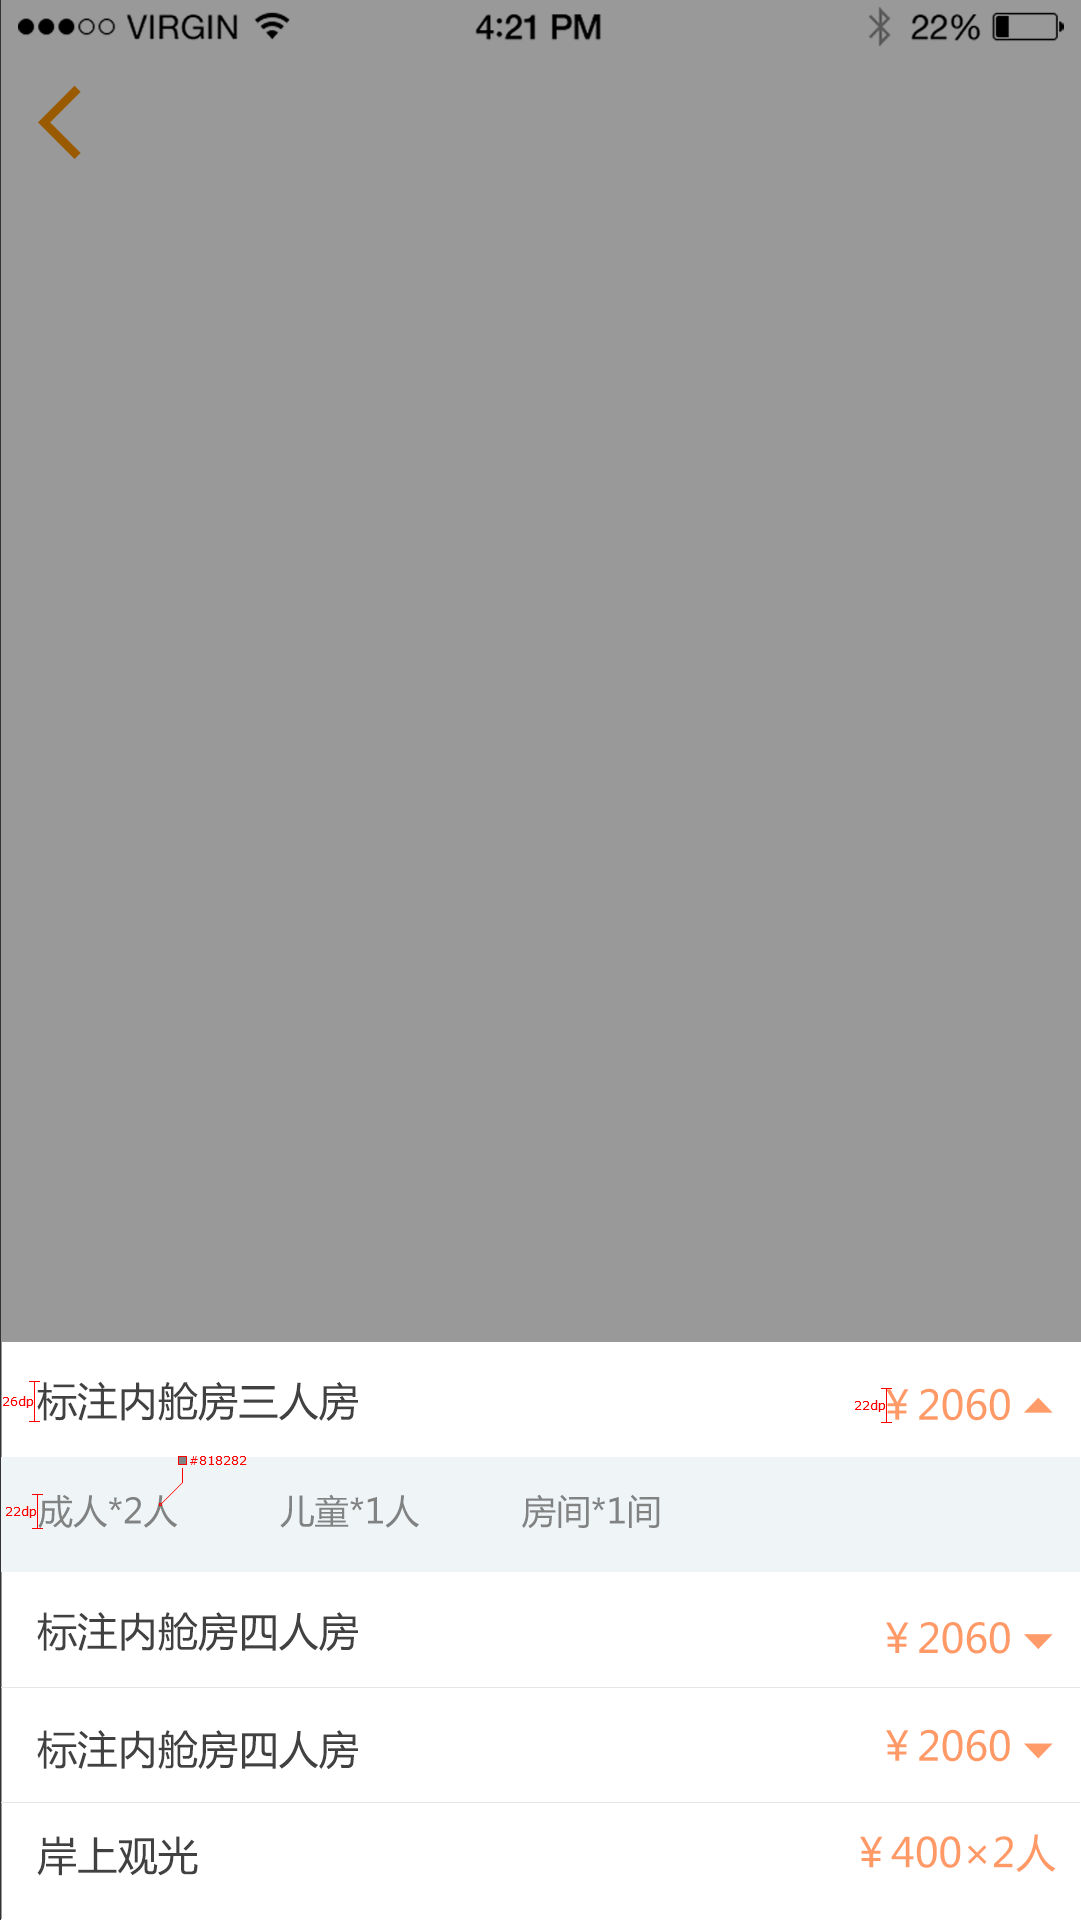 VIRGIN 4:21 PM 22%
26dp 标注内舱房三人房 22dp ¥ 2060
#818282
22dp 成人*2人 儿童*1人 房间*1间
标注内舱房四人房 ¥ 2060
标注内舱房四人房 ¥ 2060
岸上观光 ¥ 400×2人